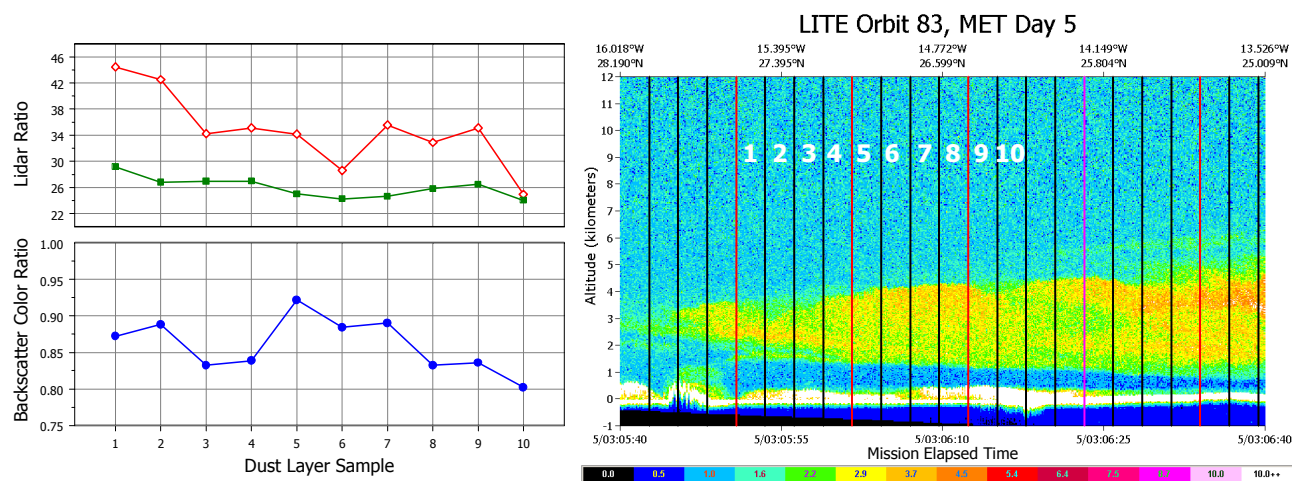 LITE Orbit 83, MET Day 5
16.018°W 15.395°W 14.772°W 14.149°W 13.526°W
28.190°N 27.395°N 26.599°N 25.804°N 25.009°N
Lidar Ratio
46
42
38
34
30
26
22
Backscatter Color Ratio
1.00
0.95
0.90
0.85
0.80
0.75
1 2 3 4 5 6 7 8 9 10
Dust Layer Sample
Altitude (kilometers)
12
11
10
9
8
7
6
5
4
3
2
1
0
-1
1 2 3 4 5 6 7 8 9 10
5/03:05:40 5/03:05:55 5/03:06:10 5/03:06:25 5/03:06:40
Mission Elapsed Time
0.0 0.5 1.0 1.6 2.2 2.9 3.7 4.5 5.4 6.4 7.5 8.7 10.0 10.0++